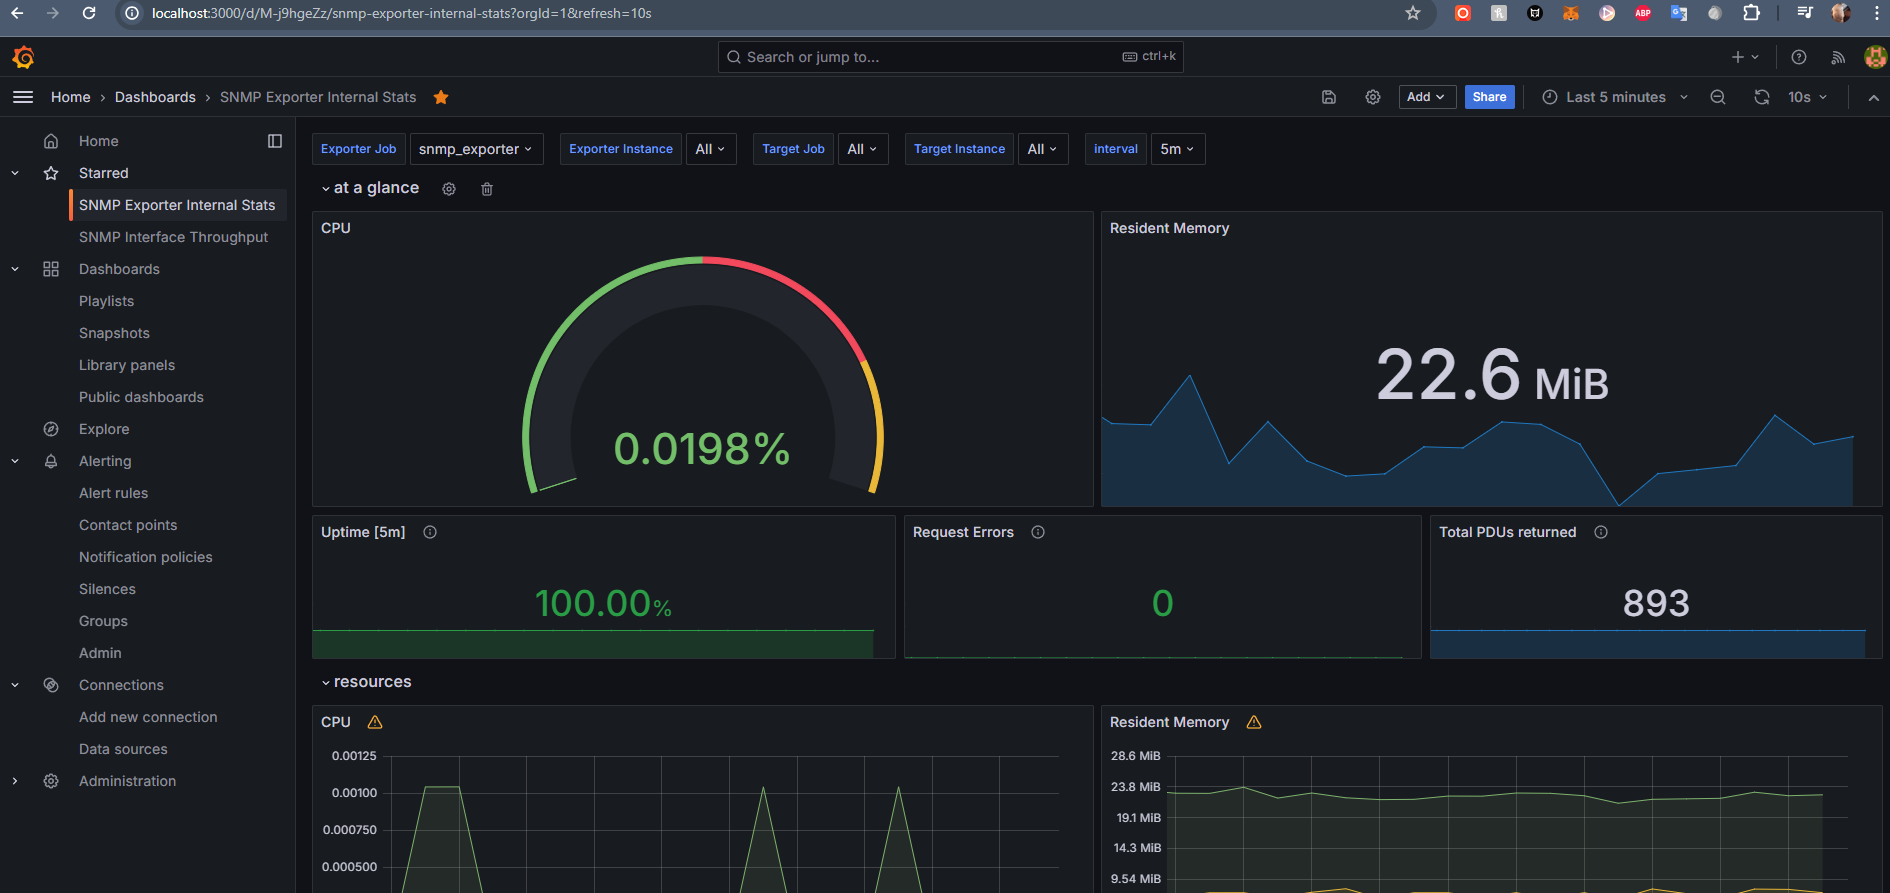 localhost:3000/d/M-j9hgeZz/snmp-exporter-internal-stats?orgId=1&refresh=10s
ABP
Search or jump to...
ctrl+k
Home › Dashboards › SNMP Exporter Internal Stats
Add
Share
Last 5 minutes
10s
Home
Starred
SNMP Exporter Internal Stats
SNMP Interface Throughput
Dashboards
Playlists
Snapshots
Library panels
Public dashboards
Explore
Alerting
Alert rules
Contact points
Notification policies
Silences
Groups
Admin
Connections
Add new connection
Data sources
Administration
Exporter Job snmp_exporter Exporter Instance All Target Job All Target Instance All interval 5m
at a glance
CPU
0.0198%
Resident Memory
22.6 MiB
Uptime [5m]
100.00%
Request Errors
0
Total PDUs returned
893
resources
CPU
0.00125
0.00100
0.000750
0.000500
Resident Memory
28.6 MiB
23.8 MiB
19.1 MiB
14.3 MiB
9.54 MiB